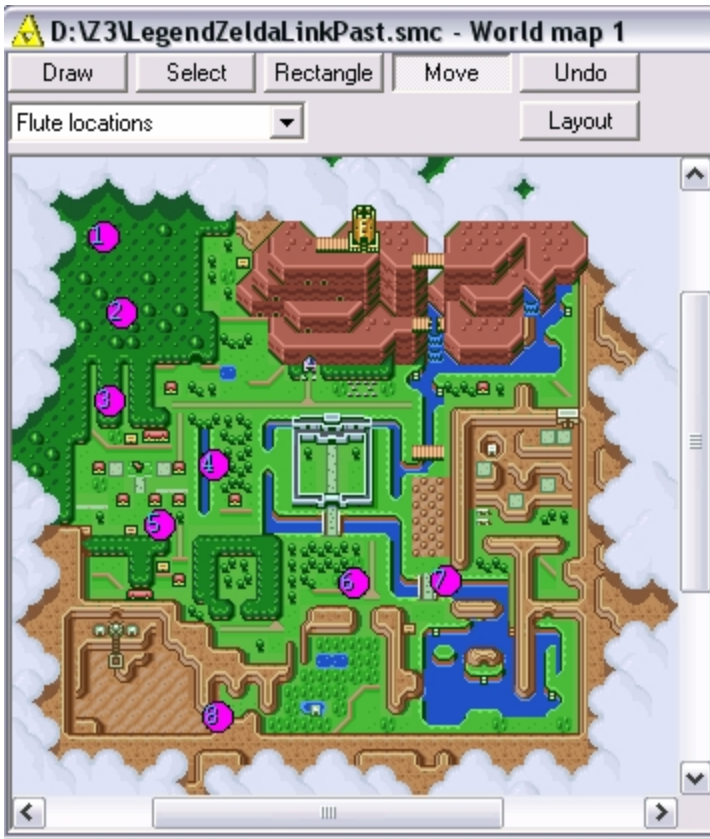 D:\Z3\LegendZeldaLinkPast.smc - World map 1
Draw Select Rectangle Move Undo
Flute locations Layout
1
2
3
4
5
6 7
8